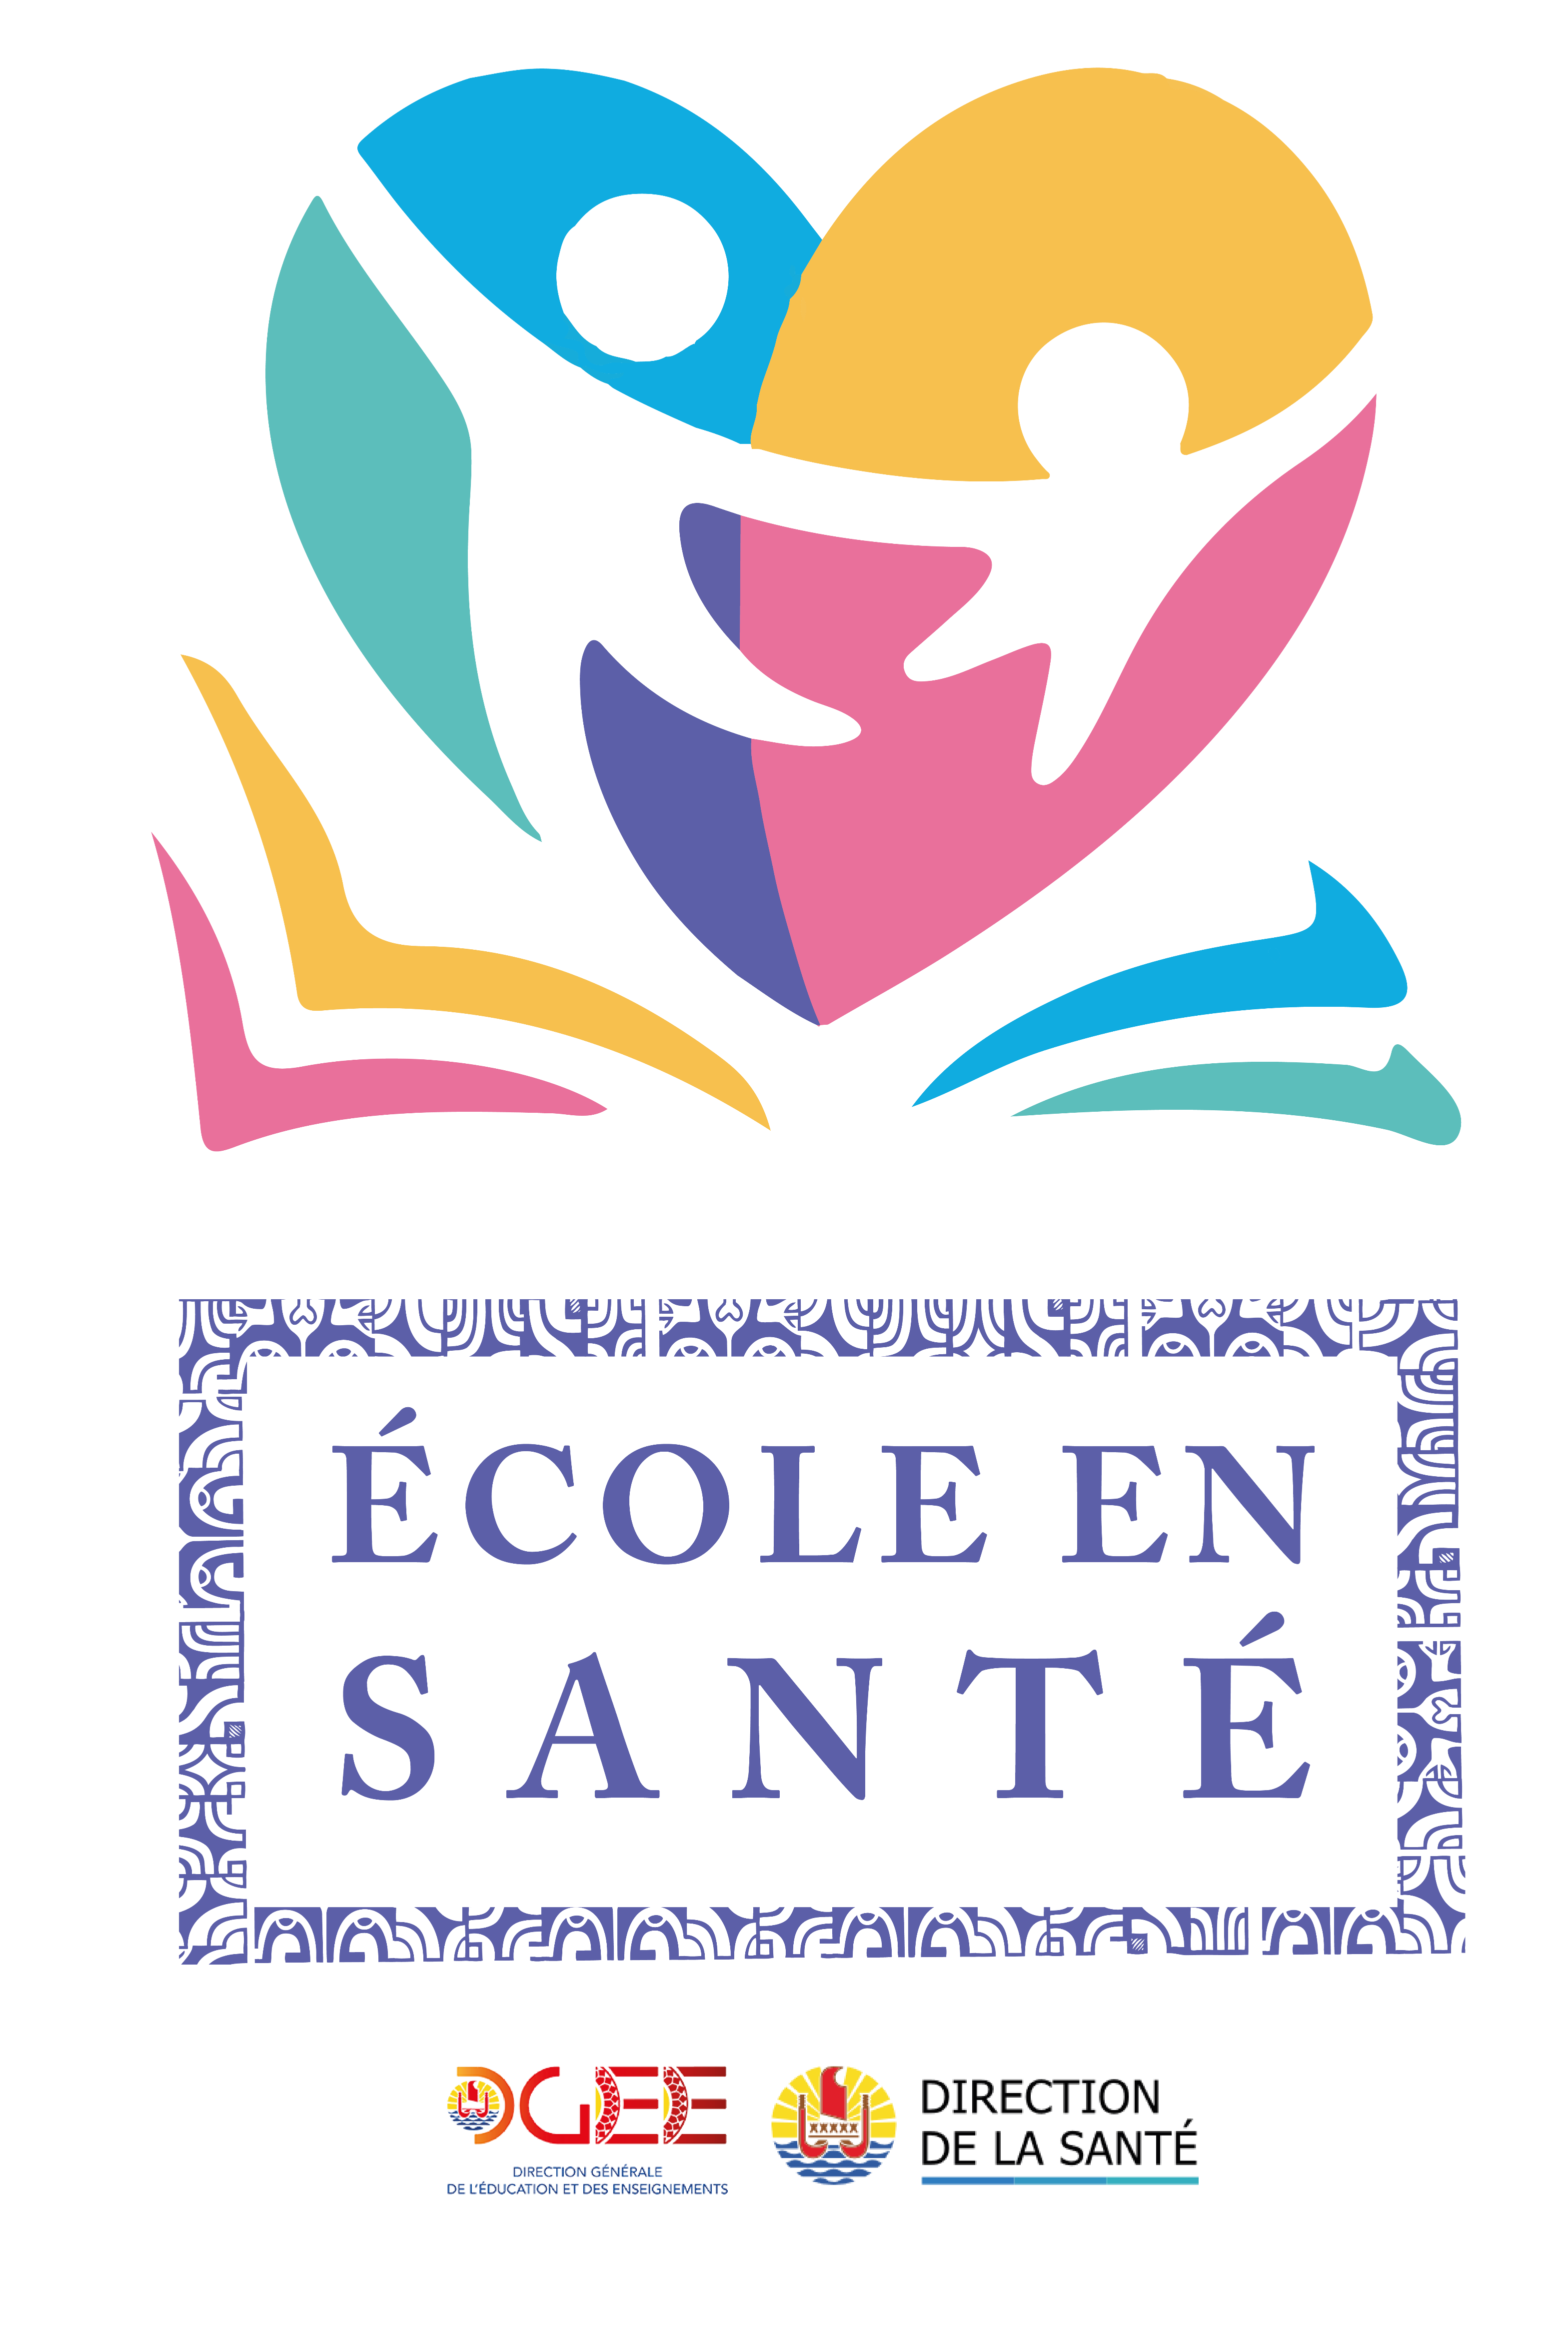 ÉCOLE EN
SANTÉ
DGEE
DIRECTION GÉNÉRALE
DE L'ÉDUCATION ET DES ENSEIGNEMENTS
DIRECTION
DE LA SANTÉ